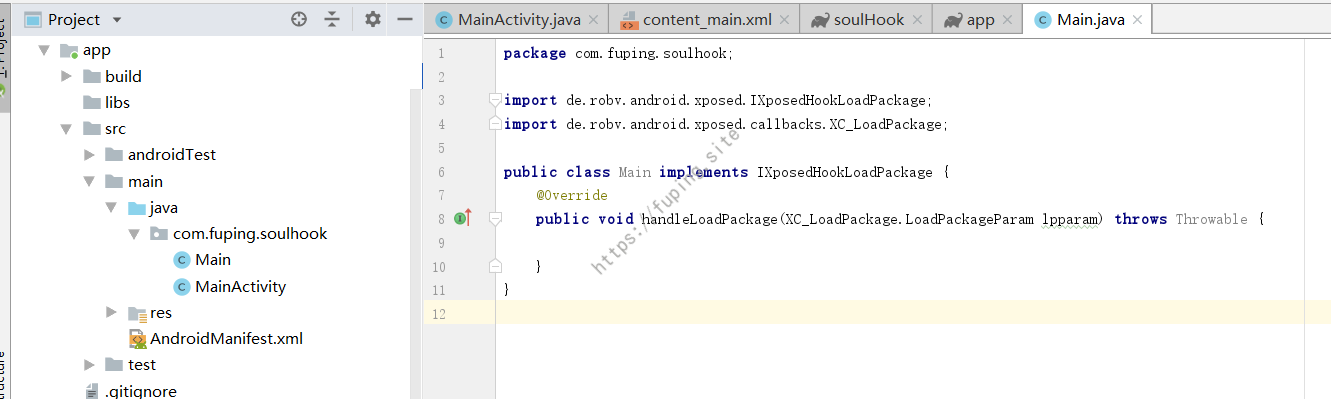 1: Project
Project
MainActivity.java
content_main.xml
soulHook
app
Main.java
app
build
libs
src
androidTest
main
java
com.fuping.soulhook
Main
MainActivity
res
AndroidManifest.xml
test
.gitignore
1 package com.fuping.soulhook;
2
3 import de.robv.android.xposed.IXposedHookLoadPackage;
4 import de.robv.android.xposed.callbacks.XC_LoadPackage;
5
6 public class Main implements IXposedHookLoadPackage {
7 @Override
8 public void handleLoadPackage(XC_LoadPackage.LoadPackageParam lpparam) throws Throwable {
9
10 }
11 }
12
https://fuping.site